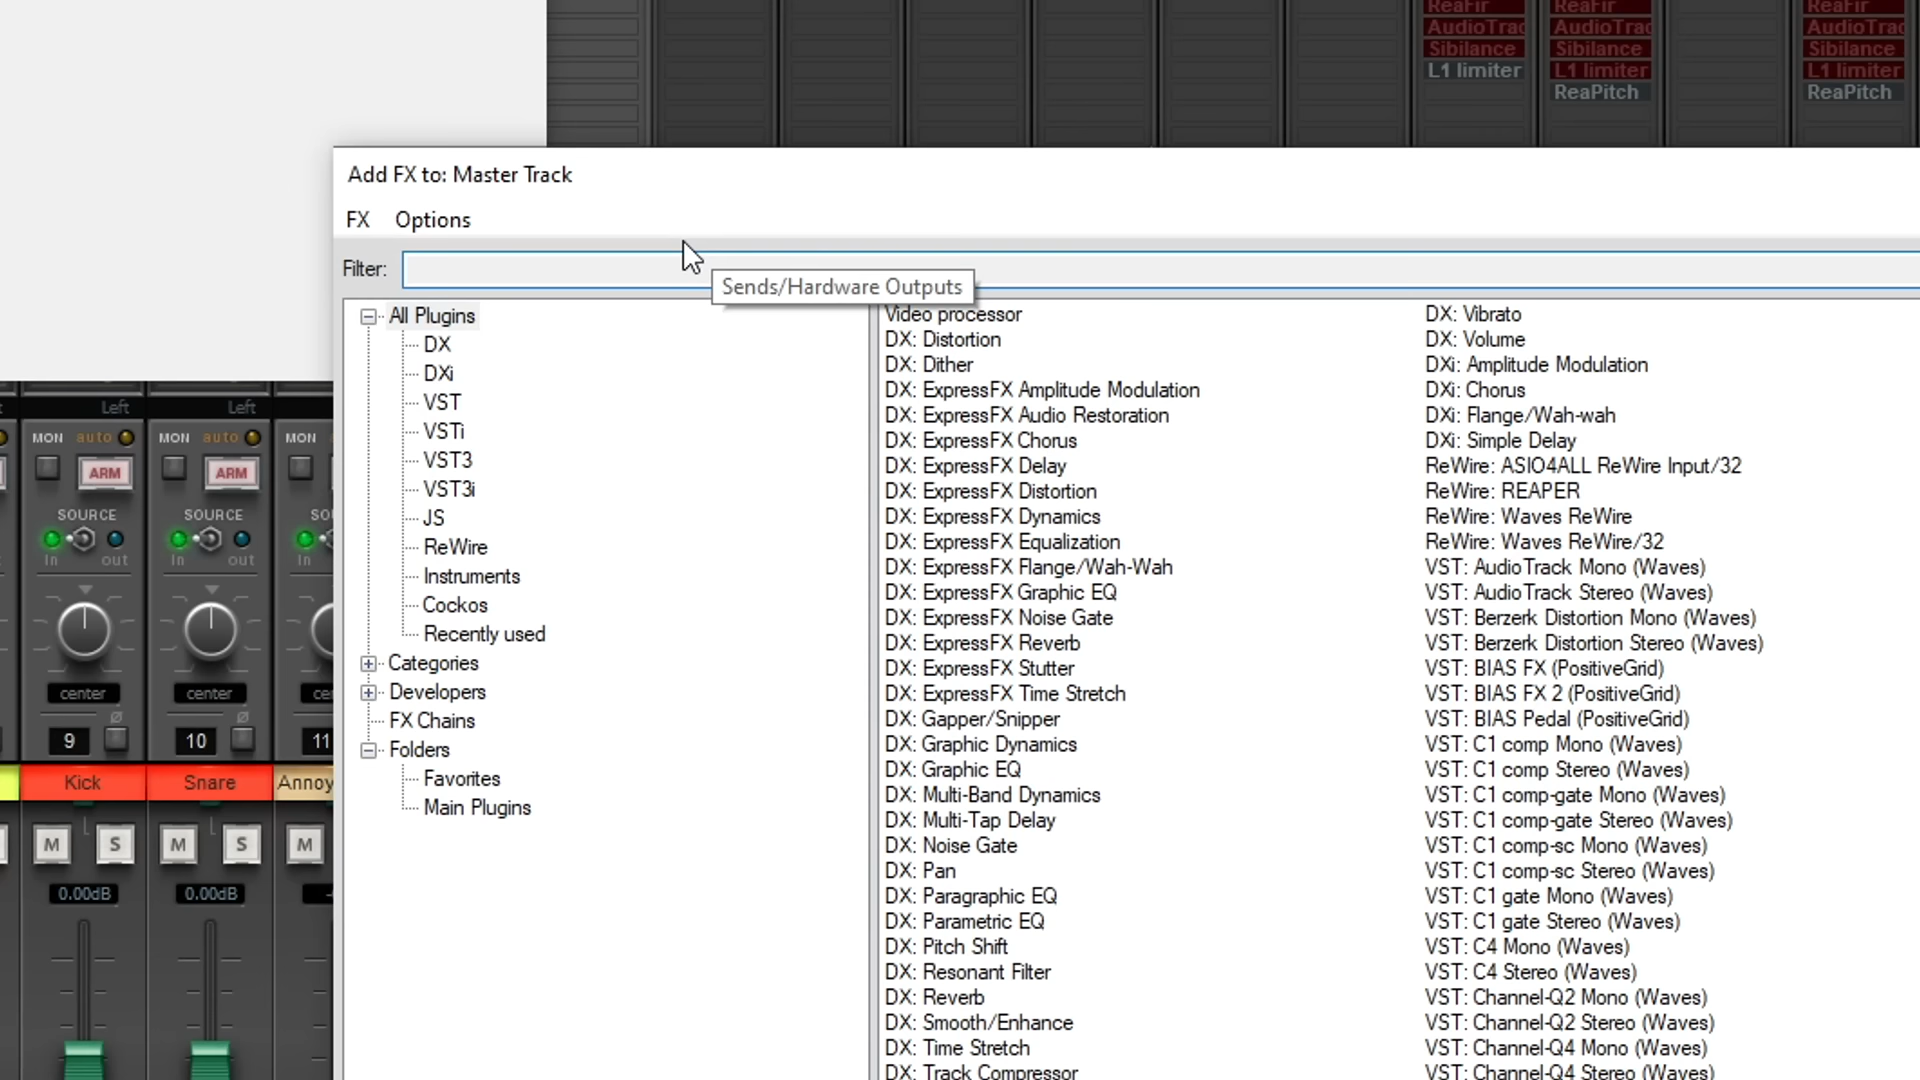 ReaFir
ReaFir
ReaFir
AudioTrac
AudioTrac
AudioTrac
Sibilance
Sibilance
Sibilance
L1 limiter
L1 limiter
L1 limiter
ReaPitch
ReaPitch
Add FX to: Master Track
FX Options
Filter:
Sends/Hardware Outputs
All Plugins
DX
DXi
VST
VSTi
VST3
VST3i
JS
ReWire
Instruments
Cockos
Recently used
Categories
Developers
FX Chains
Folders
Favorites
Main Plugins
Video processor
DX: Distortion
DX: Dither
DX: ExpressFX Amplitude Modulation
DX: ExpressFX Audio Restoration
DX: ExpressFX Chorus
DX: ExpressFX Delay
DX: ExpressFX Distortion
DX: ExpressFX Dynamics
DX: ExpressFX Equalization
DX: ExpressFX Flange/Wah-Wah
DX: ExpressFX Graphic EQ
DX: ExpressFX Noise Gate
DX: ExpressFX Reverb
DX: ExpressFX Stutter
DX: ExpressFX Time Stretch
DX: Gapper/Snipper
DX: Graphic Dynamics
DX: Graphic EQ
DX: Multi-Band Dynamics
DX: Multi-Tap Delay
DX: Noise Gate
DX: Pan
DX: Paragraphic EQ
DX: Parametric EQ
DX: Pitch Shift
DX: Resonant Filter
DX: Reverb
DX: Smooth/Enhance
DX: Time Stretch
DX: Track Compressor
DX: Vibrato
DX: Volume
DXi: Amplitude Modulation
DXi: Chorus
DXi: Flange/Wah-wah
DXi: Simple Delay
ReWire: ASIO4ALL ReWire Input/32
ReWire: REAPER
ReWire: Waves ReWire
ReWire: Waves ReWire/32
VST: AudioTrack Mono (Waves)
VST: AudioTrack Stereo (Waves)
VST: Berzerk Distortion Mono (Waves)
VST: Berzerk Distortion Stereo (Waves)
VST: BIAS FX (PositiveGrid)
VST: BIAS FX 2 (PositiveGrid)
VST: BIAS Pedal (PositiveGrid)
VST: C1 comp Mono (Waves)
VST: C1 comp Stereo (Waves)
VST: C1 comp-gate Mono (Waves)
VST: C1 comp-gate Stereo (Waves)
VST: C1 comp-sc Mono (Waves)
VST: C1 comp-sc Stereo (Waves)
VST: C1 gate Mono (Waves)
VST: C1 gate Stereo (Waves)
VST: C4 Mono (Waves)
VST: C4 Stereo (Waves)
VST: Channel-Q2 Mono (Waves)
VST: Channel-Q2 Stereo (Waves)
VST: Channel-Q4 Mono (Waves)
VST: Channel-Q4 Stereo (Waves)
Left
Left
MON auto
MON auto
MON
ARM
ARM
SOURCE
SOURCE
SO
in out
in out
in
center
center
ce
9
10
11
Kick
Snare
Annoy
M S
M S
M
0.00dB
0.00dB